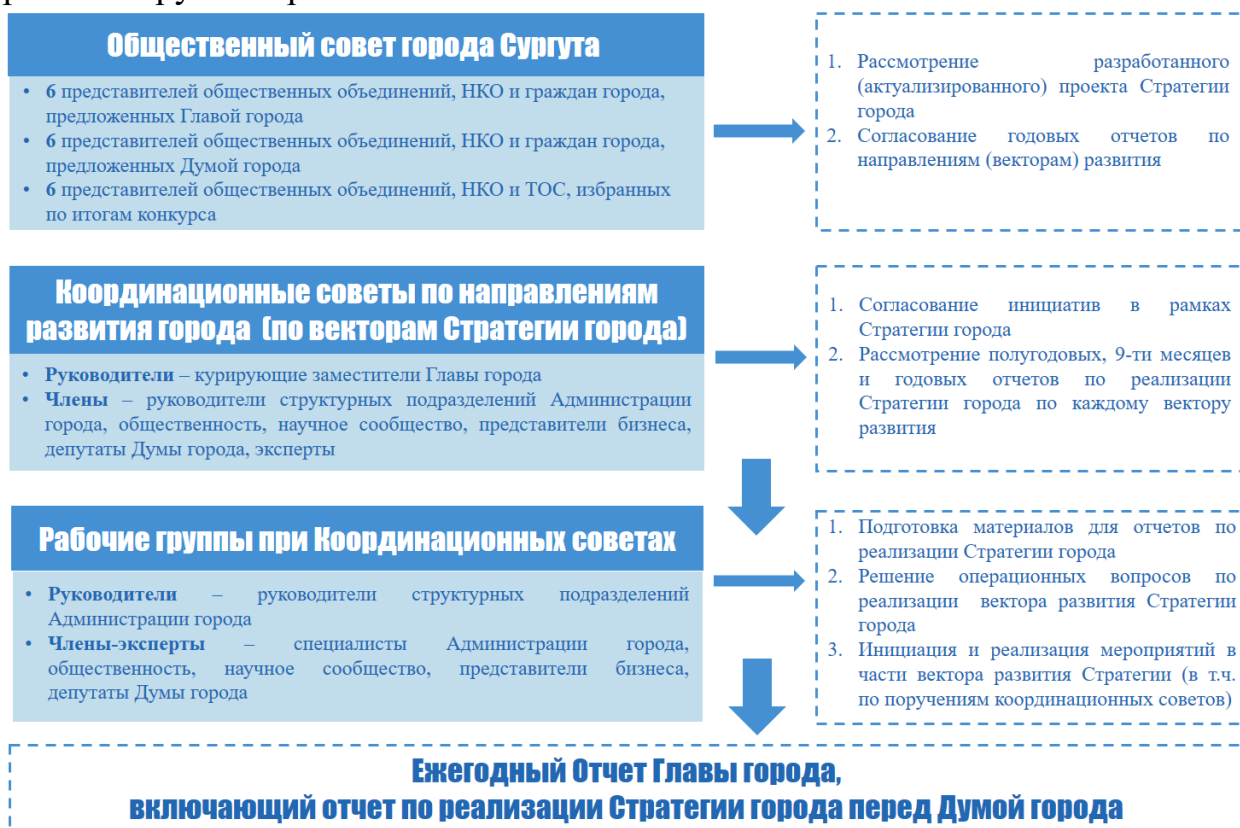 Общественный совет города Сургута
• 6 представителей общественных объединений, НКО и граждан города,
предложенных Главой города
• 6 представителей общественных объединений, НКО и граждан города,
предложенных Думой города
• 6 представителей общественных объединений, НКО и ТОС, избранных
по итогам конкурса
1. Рассмотрение разработанного
(актуализированного) проекта Стратегии
города
2. Согласование годовых отчетов по
направлениям (векторам) развития
Координационные советы по направлениям
развития города (по векторам Стратегии города)
• Руководители – курирующие заместители Главы города
• Члены – руководители структурных подразделений Администрации
города, общественность, научное сообщество, представители бизнеса,
депутаты Думы города, эксперты
1. Согласование инициатив в рамках
Стратегии города
2. Рассмотрение полугодовых, 9-ти месяцев
и годовых отчетов по реализации
Стратегии города по каждому вектору
развития
Рабочие группы при Координационных советах
• Руководители – руководители структурных подразделений
Администрации города
• Члены-эксперты – специалисты Администрации города,
общественность, научное сообщество, представители бизнеса,
депутаты Думы города
1. Подготовка материалов для отчетов по
реализации Стратегии города
2. Решение операционных вопросов по
реализации вектора развития Стратегии
города
3. Инициация и реализация мероприятий в
части вектора развития Стратегии (в т.ч.
по поручениям координационных советов)
Ежегодный Отчет Главы города,
включающий отчет по реализации Стратегии города перед Думой города